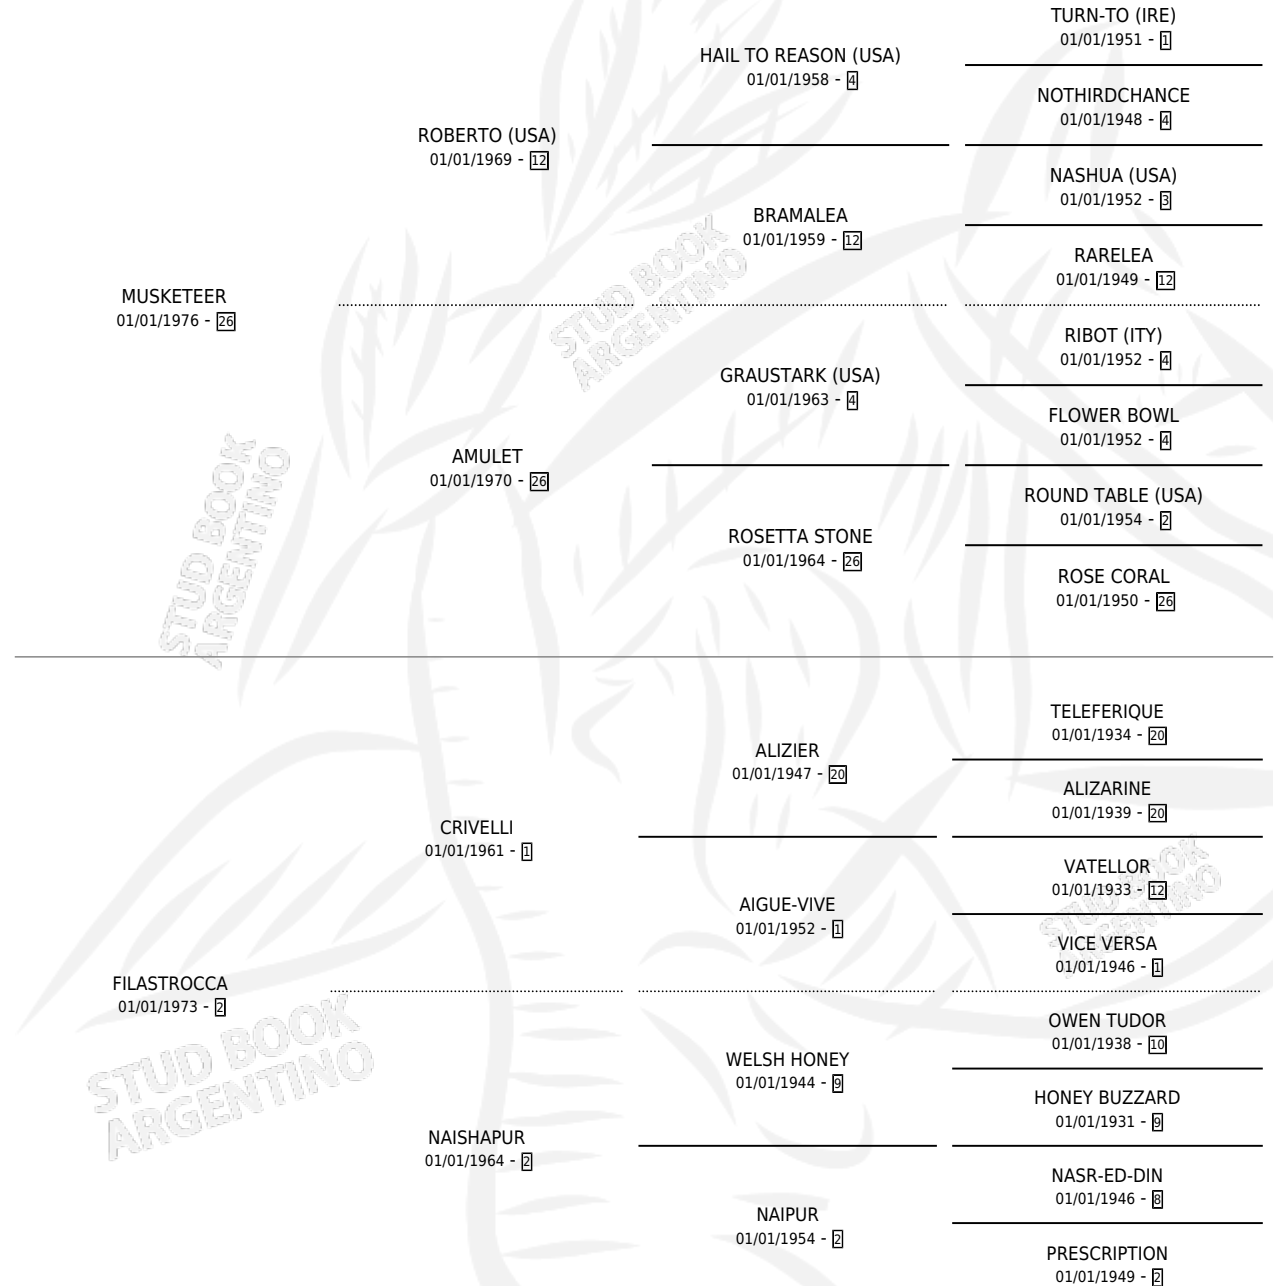 TURN-TO (IRE)
01/01/1951 - 1
HAIL TO REASON (USA)
01/01/1958 - 4
NOTHIRDCHANCE
01/01/1948 - 4
ROBERTO (USA)
01/01/1969 - 12
NASHUA (USA)
01/01/1952 - 3
BRAMALEA
01/01/1959 - 12
RARELEA
01/01/1949 - 12
MUSKETEER
01/01/1976 - 26
STUD BOOK
ARGENTINO
RIBOT (ITY)
01/01/1952 - 4
GRAUSTARK (USA)
01/01/1963 - 4
FLOWER BOWL
01/01/1952 - 4
AMULET
01/01/1970 - 26
ROUND TABLE (USA)
01/01/1954 - 2
ROSETTA STONE
01/01/1964 - 26
ROSE CORAL
01/01/1950 - 26
STUD BOOK
ARGENTINO
TELEFERIQUE
01/01/1934 - 20
ALIZIER
01/01/1947 - 20
ALIZARINE
01/01/1939 - 20
CRIVELLI
01/01/1961 - 1
VATELLOR
01/01/1933 - 12
AIGUE-VIVE
01/01/1952 - 1
VICE VERSA
01/01/1946 - 1
STUD BOOK
ARGENTINO
FILASTROCCA
01/01/1973 - 2
OWEN TUDOR
01/01/1938 - 10
WELSH HONEY
01/01/1944 - 9
HONEY BUZZARD
01/01/1931 - 9
STUD BOOK
ARGENTINO
NAISHAPUR
01/01/1964 - 2
NASR-ED-DIN
01/01/1946 - 8
NAIPUR
01/01/1954 - 2
PRESCRIPTION
01/01/1949 - 2